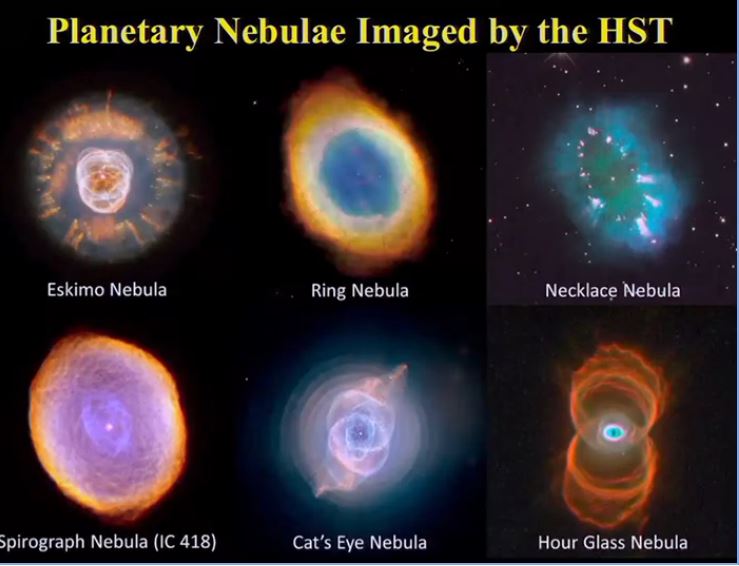 Planetary Nebulae Imaged by the HST
Eskimo Nebula
Ring Nebula
Necklace Nebula
Spirograph Nebula (IC 418)
Cat's Eye Nebula
Hour Glass Nebula